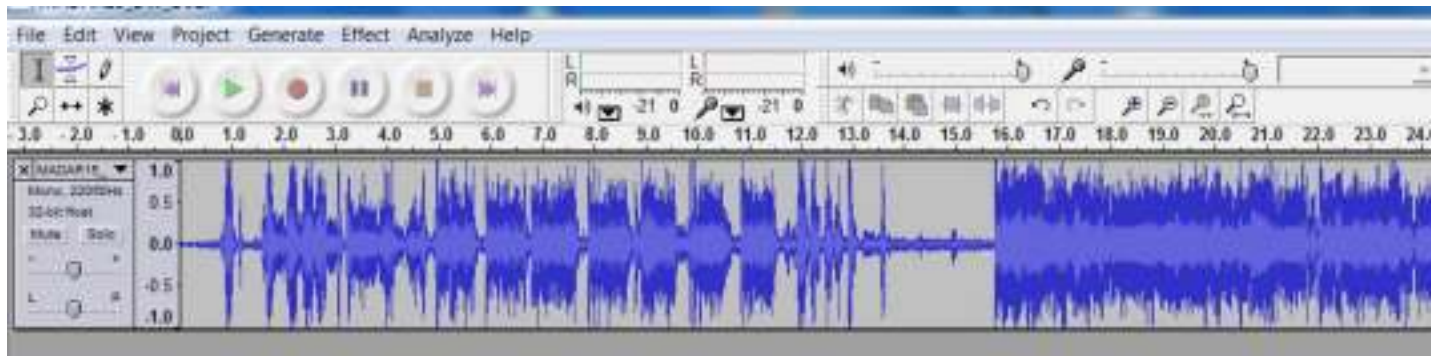 File Edit View Project Generate Effect Analyze Help
L L
R R
-21 0 -21 0
-3.0 -2.0 -1.0 0.0 1.0 2.0 3.0 4.0 5.0 6.0 7.0 8.0 9.0 10.0 11.0 12.0 13.0 14.0 15.0 16.0 17.0 18.0 19.0 20.0 21.0 22.0 23.0 24.
X 1.0
Mono, 22050Hz
32-bit float 0.5
Mute Solo
0.0
- +
-0.5
L R
-1.0